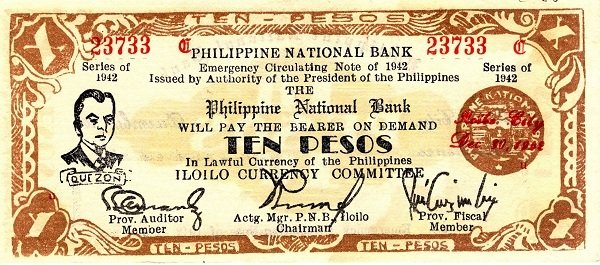 TEN-PESOS
23733 C PHILIPPINE NATIONAL BANK 23733 C
Series of 1942
Emergency Circulating Note of 1942
Series of 1942
Issued by Authority of the President of the Philippines
THE
Philippine National Bank
WILL PAY THE BEARER ON DEMAND
TEN PESOS
In Lawful Currency of the Philippines
ILOILO CURRENCY COMMITTEE
QUEZON
Iloilo City
Prov. Auditor
Member
Actg. Mgr. P.N.B., Iloilo
Chairman
Prov. Fiscal
Member
TEN-PESOS TEN-PESOS